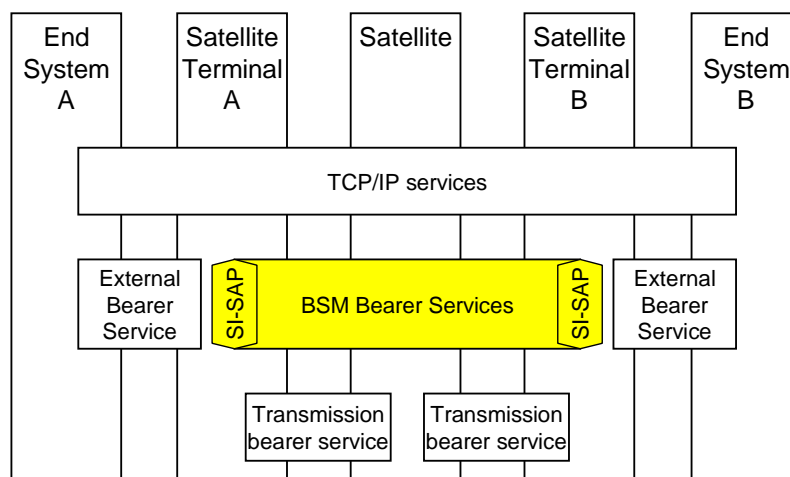 End
System
A
Satellite
Terminal
A
Satellite
Satellite
Terminal
B
End
System
B
TCP/IP services
External
Bearer
Service
SI-SAP
BSM Bearer Services
SI-SAP
External
Bearer
Service
Transmission
bearer service
Transmission
bearer service